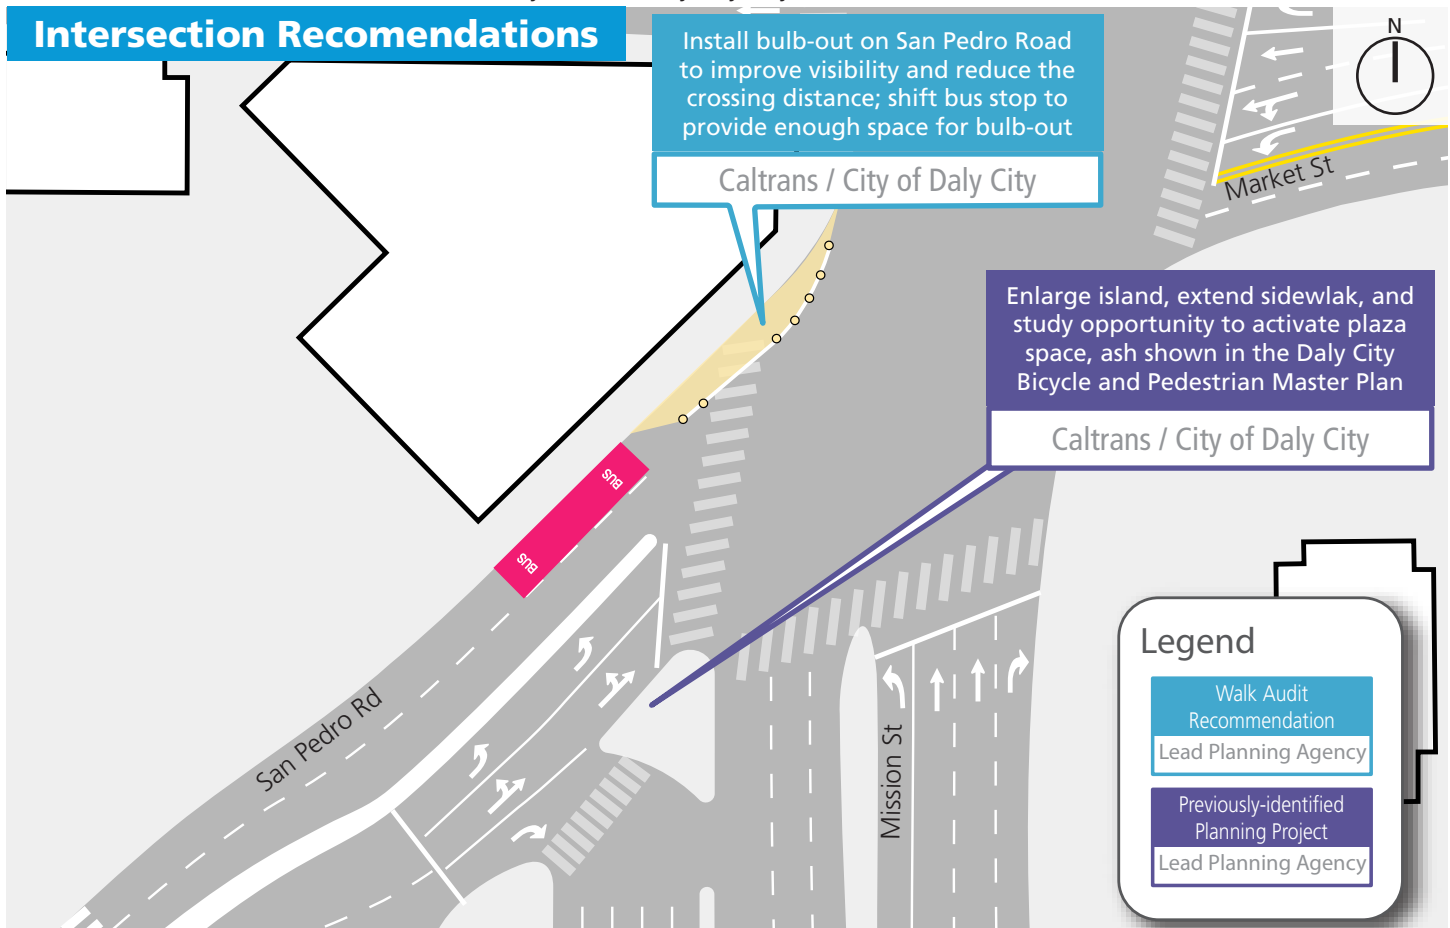 Intersection Recomendations
Install bulb-out on San Pedro Road
to improve visibility and reduce the
crossing distance; shift bus stop to
provide enough space for bulb-out
Caltrans / City of Daly City
N
Market St
Enlarge island, extend sidewlak, and
study opportunity to activate plaza
space, ash shown in the Daly City
Bicycle and Pedestrian Master Plan
Caltrans / City of Daly City
BUS
BUS
San Pedro Rd
Mission St
Legend
Walk Audit
Recommendation
Lead Planning Agency
Previously-identified
Planning Project
Lead Planning Agency